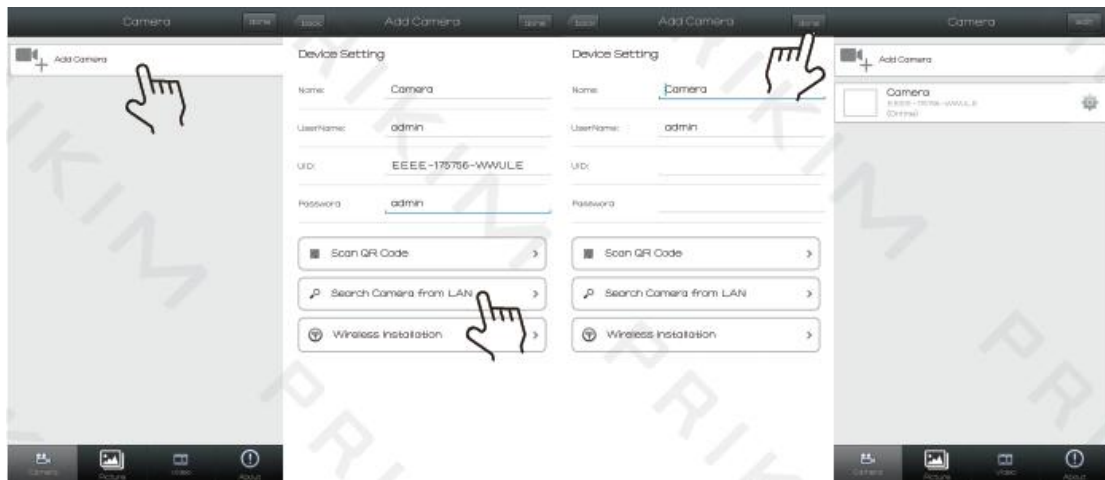 Camera
done
Add Camera
Camera
Picture
video
About
back
Add Camera
done
Device Setting
Name:
Camera
UserName:
admin
UID:
EEEE-175756-WWULE
Password
admin
Scan QR Code
Search Camera from LAN
Wireless Installation
back
Add Camera
done
Device Setting
Name:
Camera
UserName:
admin
UID:
Password
Scan QR Code
Search Camera from LAN
Wireless Installation
Camera
edit
Add Camera
Camera
(Online)
Camera
Picture
video
About
PRIKIM